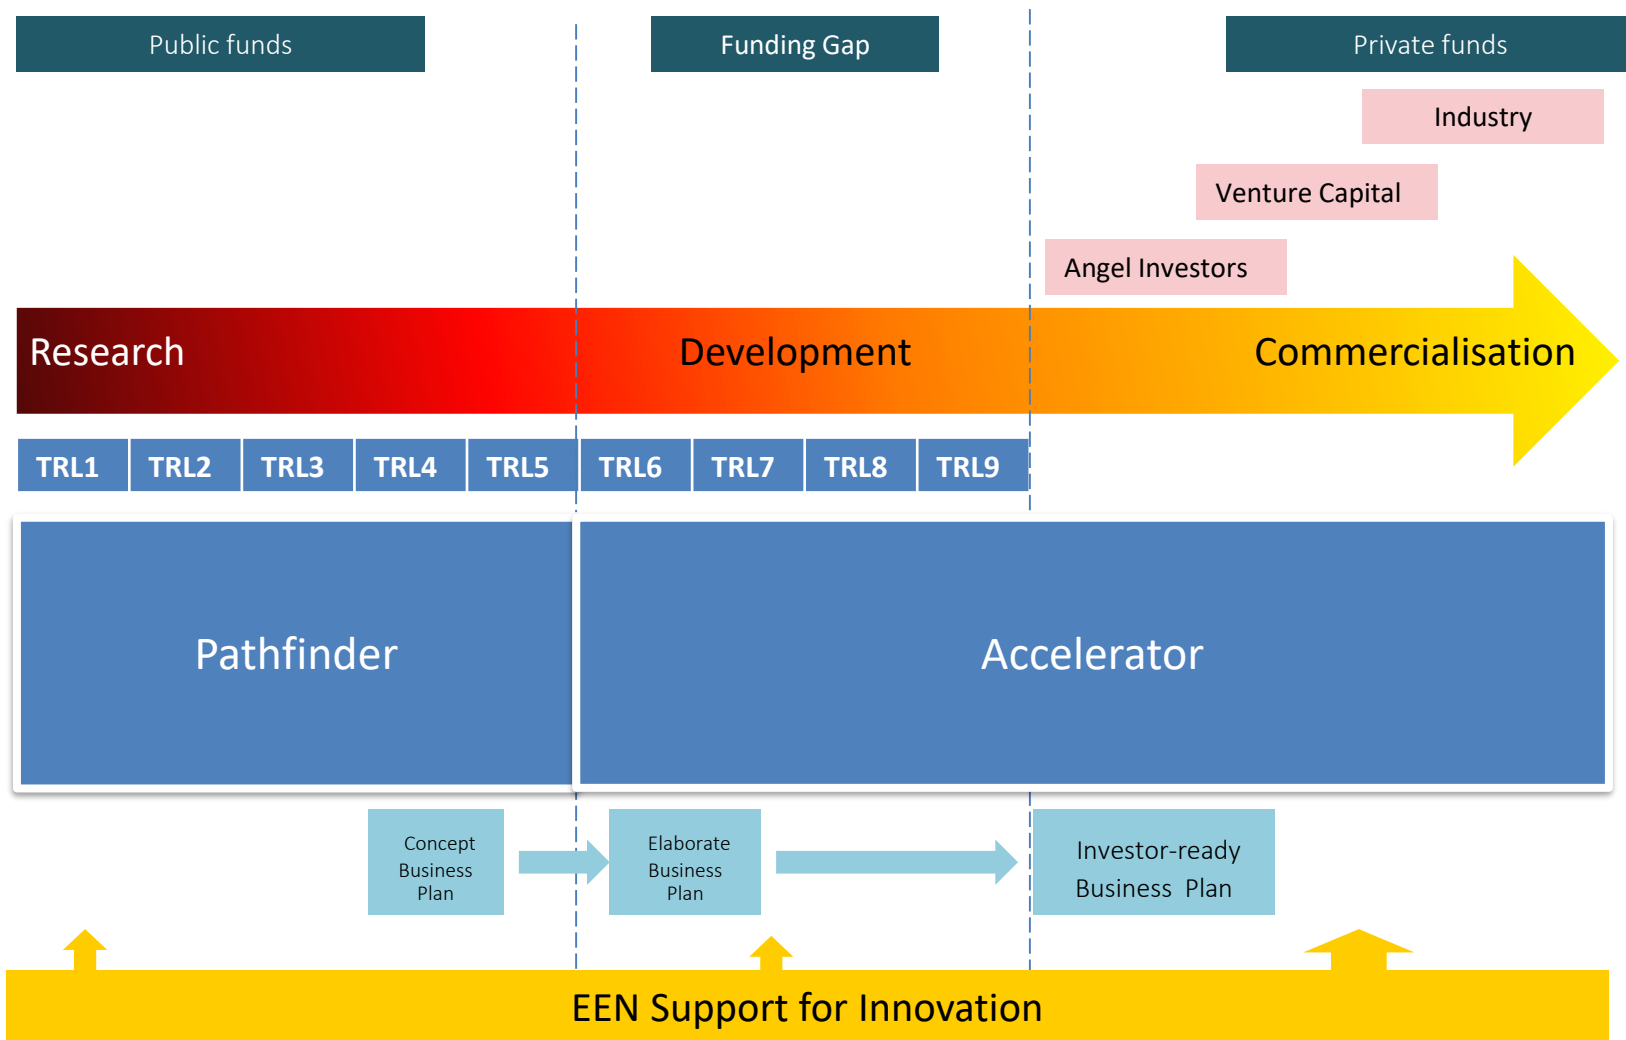 Public funds
Funding Gap
Private funds
Industry
Venture Capital
Angel Investors
Research
Development
Commercialisation
TRL1
TRL2
TRL3
TRL4
TRL5
TRL6
TRL7
TRL8
TRL9
Pathfinder
Accelerator
Concept
Business
Plan
Elaborate
Business
Plan
Investor-ready
Business Plan
EEN Support for Innovation